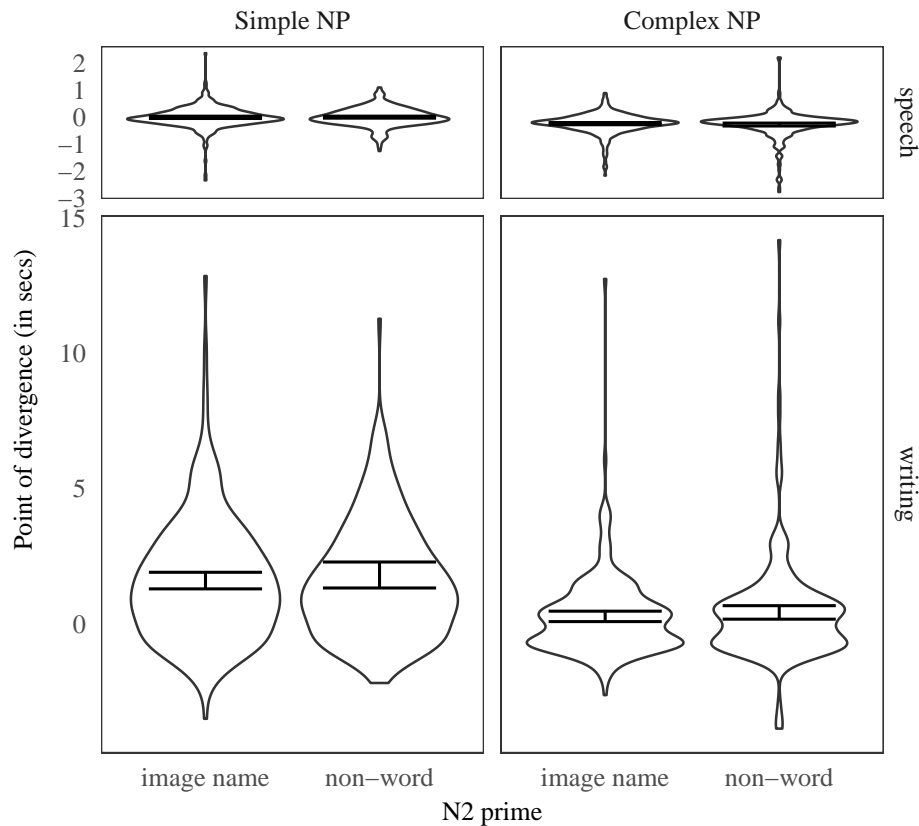 Simple NP
Complex NP
2
1
0
−1
−2
−3
speech
15
10
5
0
writing
Point of divergence (in secs)
image name
non−word
image name
non−word
N2 prime